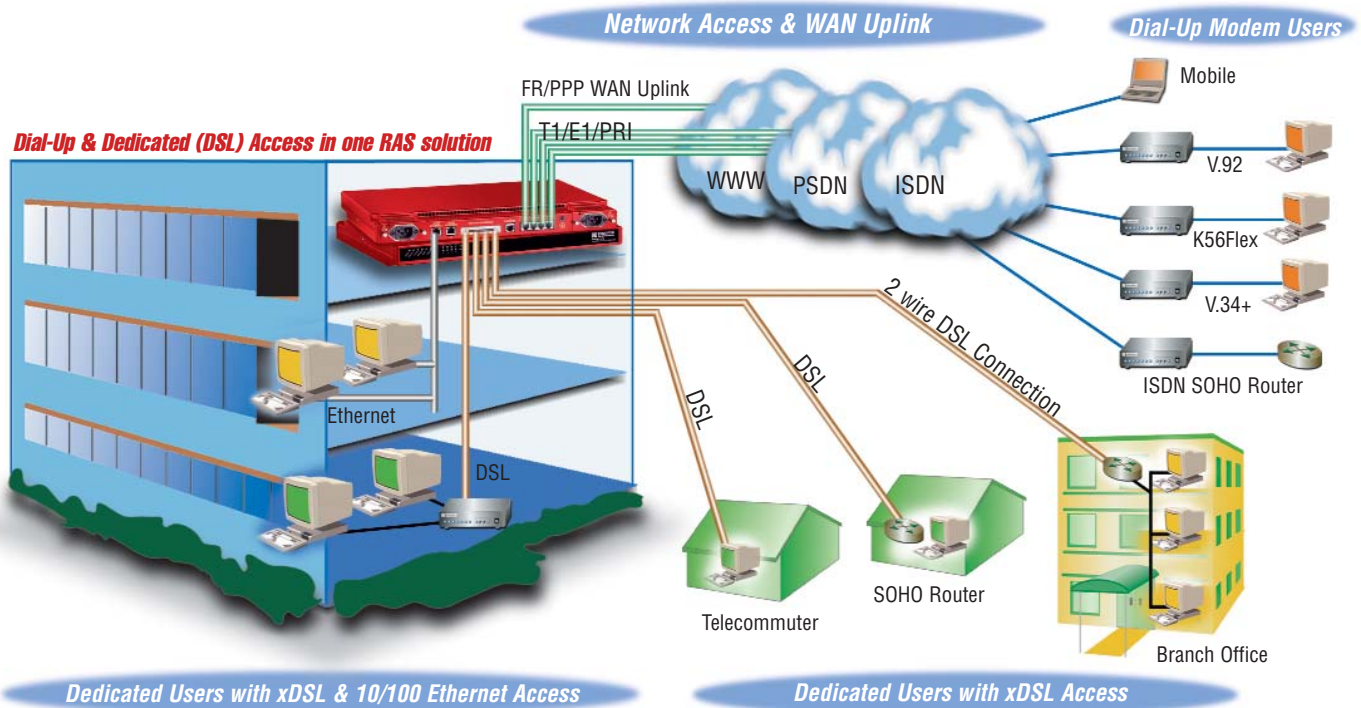 Network Access & WAN Uplink
Dial-Up Modem Users
Mobile
FR/PPP WAN Uplink
Dial-Up & Dedicated (DSL) Access in one RAS solution
T1/E1/PRI
V.92
WWW
PSDN
ISDN
K56Flex
V.34+
2 wire DSL Connection
ISDN SOHO Router
DSL
DSL
Ethernet
DSL
SOHO Router
Telecommuter
Branch Office
Dedicated Users with xDSL & 10/100 Ethernet Access
Dedicated Users with xDSL Access